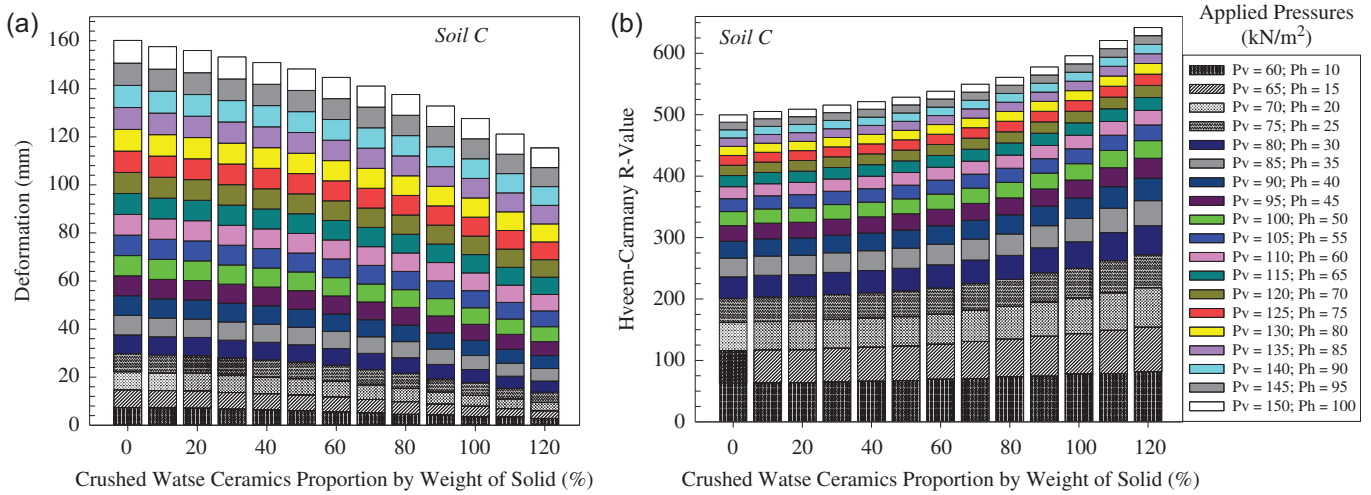 (a)
Soil C
Deformation (mm)
160
140
120
100
80
60
40
20
0
0 20 40 60 80 100 120
Crushed Watse Ceramics Proportion by Weight of Solid (%)
(b)
Soil C
Hveem-Carmany R-Value
600
500
400
300
200
100
0
0 20 40 60 80 100 120
Crushed Watse Ceramics Proportion by Weight of Solid (%)
Applied Pressures
(kN/m²)
Pv = 60; Ph = 10
Pv = 65; Ph = 15
Pv = 70; Ph = 20
Pv = 75; Ph = 25
Pv = 80; Ph = 30
Pv = 85; Ph = 35
Pv = 90; Ph = 40
Pv = 95; Ph = 45
Pv = 100; Ph = 50
Pv = 105; Ph = 55
Pv = 110; Ph = 60
Pv = 115; Ph = 65
Pv = 120; Ph = 70
Pv = 125; Ph = 75
Pv = 130; Ph = 80
Pv = 135; Ph = 85
Pv = 140; Ph = 90
Pv = 145; Ph = 95
Pv = 150; Ph = 100